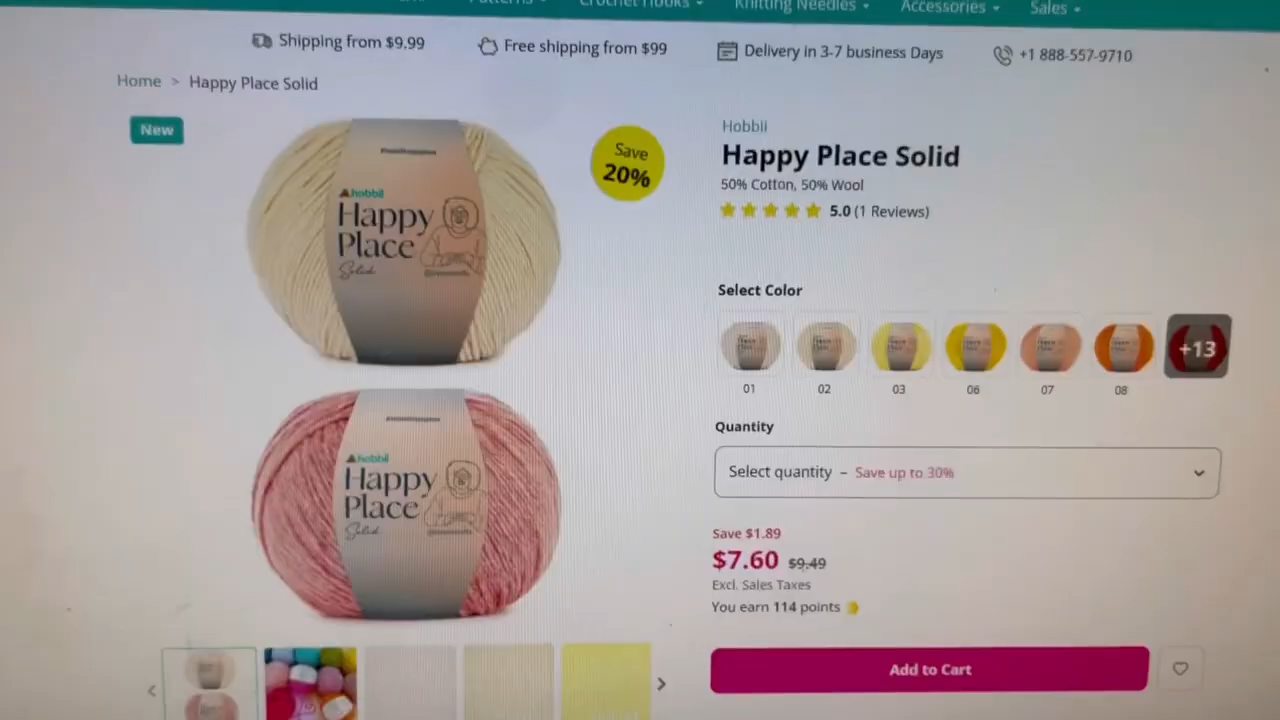 Crochet Hooks
Knitting Needles
Accessories
Sales
Shipping from $9.99
Free shipping from $99
Delivery in 3-7 business Days
+1 888-557-9710
Home > Happy Place Solid
New
Save
20%
hobbii
Happy
Place
Solid
hobbii
Happy
Place
Solid
Hobbii
Happy Place Solid
50% Cotton, 50% Wool
5.0 (1 Reviews)
Select Color
+13
01 02 03 06 07 08
Quantity
Select quantity – Save up to 30%
Save $1.89
$7.60 $9.49
Excl. Sales Taxes
You earn 114 points
Add to Cart